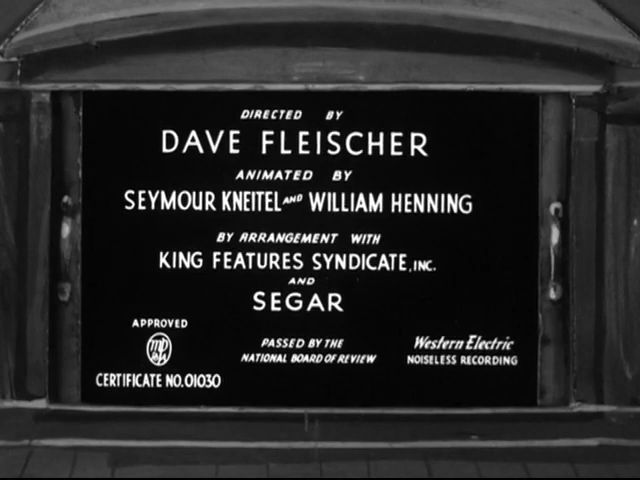 DIRECTED BY
DAVE FLEISCHER
ANIMATED BY
SEYMOUR KNEITEL AND WILLIAM HENNING
BY ARRANGEMENT WITH
KING FEATURES SYNDICATE, INC.
AND
SEGAR
APPROVED
CERTIFICATE NO. 01030
PASSED BY THE
NATIONAL BOARD OF REVIEW
Western Electric
NOISELESS RECORDING